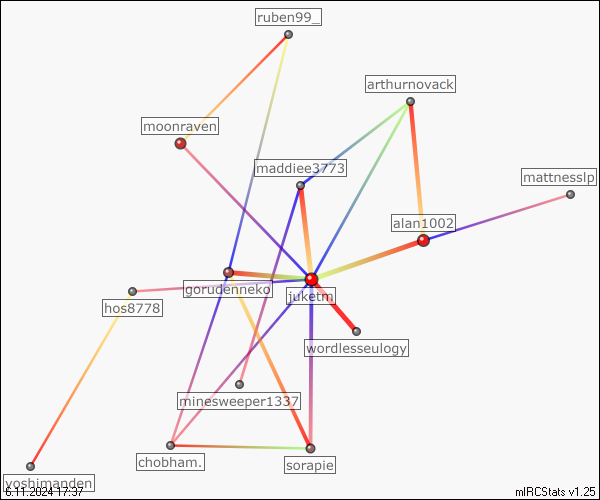 ruben99_
arthurnovack
moonraven
maddiee3773
mattnesslp
alan1002
gorudenneko
juketm
hos8778
wordlesseulogy
minesweeper1337
chobham.
sorapie
yoshimanden
6.11.2024 17:37
mIRCStats v1.25